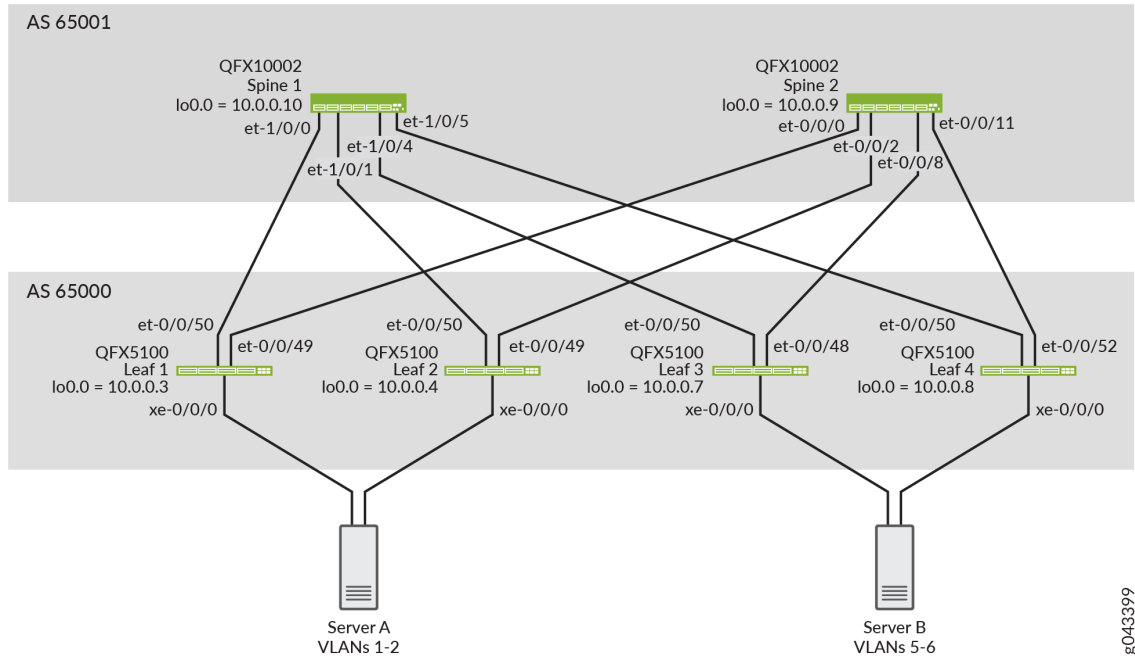 AS 65001
QFX10002
Spine 1
lo0.0 = 10.0.0.10
et-1/0/0
et-1/0/1
et-1/0/4
et-1/0/5
QFX10002
Spine 2
lo0.0 = 10.0.0.9
et-0/0/0
et-0/0/2
et-0/0/8
et-0/0/11
AS 65000
et-0/0/50
et-0/0/49
QFX5100
Leaf 1
lo0.0 = 10.0.0.3
xe-0/0/0
et-0/0/50
et-0/0/49
QFX5100
Leaf 2
lo0.0 = 10.0.0.4
xe-0/0/0
et-0/0/50
et-0/0/48
QFX5100
Leaf 3
lo0.0 = 10.0.0.7
xe-0/0/0
et-0/0/50
et-0/0/52
QFX5100
Leaf 4
lo0.0 = 10.0.0.8
xe-0/0/0
Server A
VLANs 1-2
Server B
VLANs 5-6
g043399